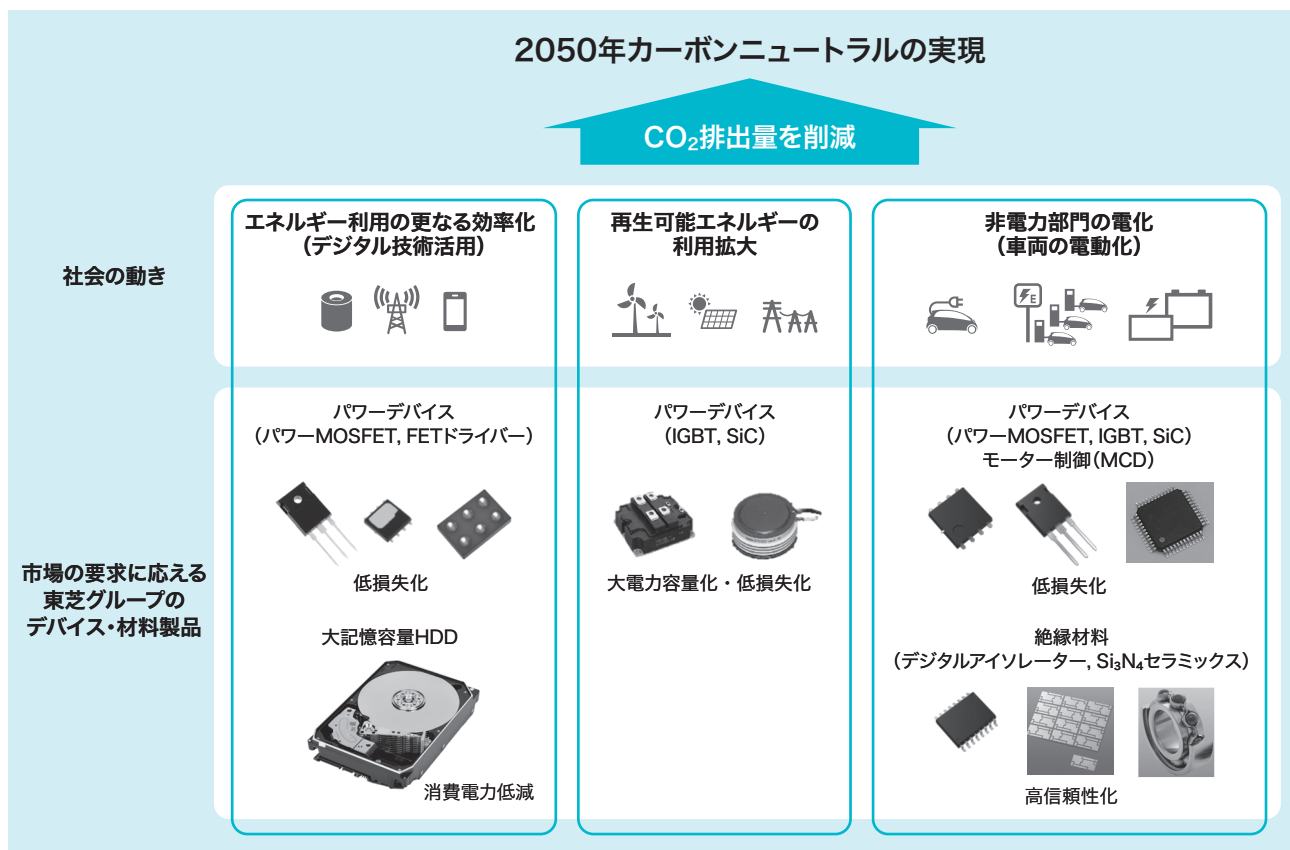 2050年カーボンニュートラルの実現
CO₂排出量を削減
社会の動き
エネルギー利用の更なる効率化
（デジタル技術活用）
再生可能エネルギーの
利用拡大
非電力部門の電化
（車両の電動化）
E
市場の要求に応える
東芝グループの
デバイス・材料製品
パワーデバイス
（パワーMOSFET, FETドライバー）
低損失化
大記憶容量HDD
消費電力低減
パワーデバイス
（IGBT, SiC）
大電力容量化・低損失化
パワーデバイス
（パワーMOSFET, IGBT, SiC）
モーター制御（MCD）
低損失化
絶縁材料
（デジタルアイソレーター, Si₃N₄セラミックス）
高信頼性化